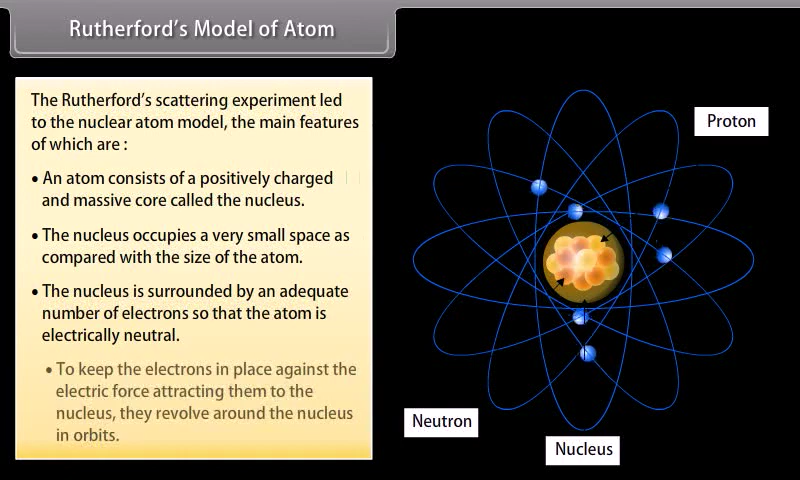 Rutherford's Model of Atom
The Rutherford's scattering experiment led
to the nuclear atom model, the main features
of which are :
• An atom consists of a positively charged
and massive core called the nucleus.
• The nucleus occupies a very small space as
compared with the size of the atom.
• The nucleus is surrounded by an adequate
number of electrons so that the atom is
electrically neutral.
• To keep the electrons in place against the
electric force attracting them to the
nucleus, they revolve around the nucleus
in orbits.
Proton
Neutron
Nucleus